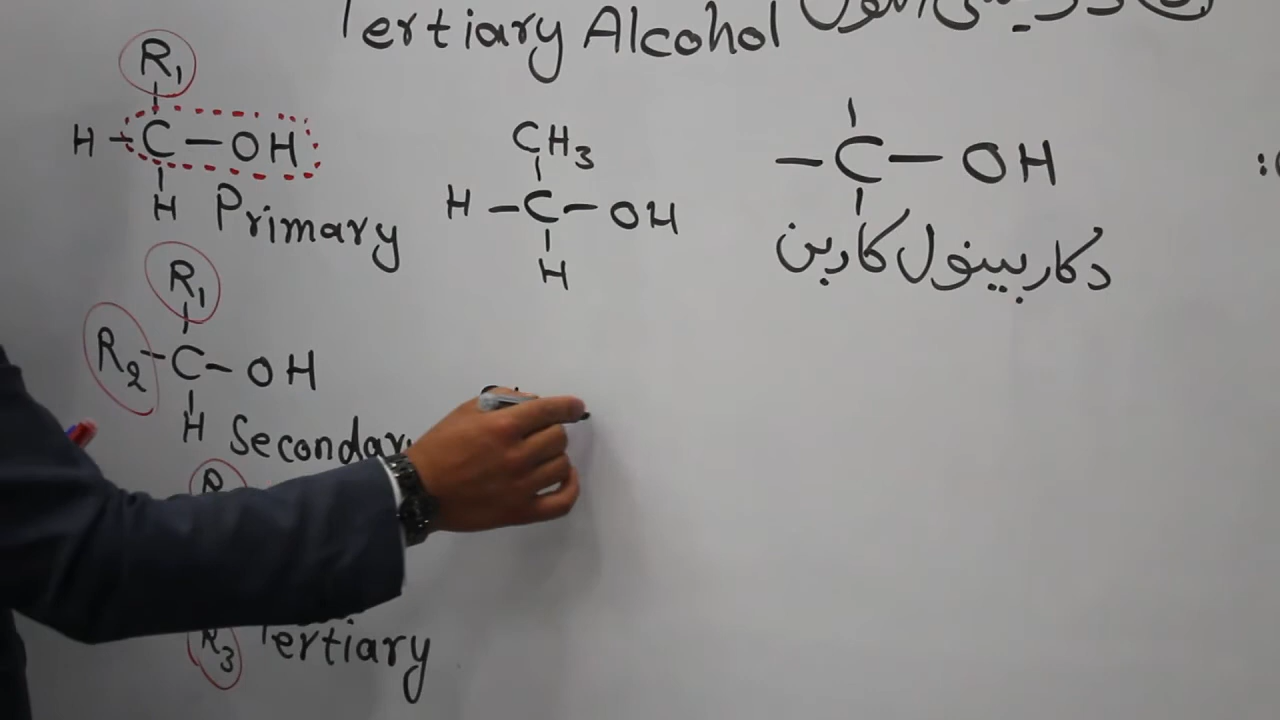 Tertiary Alcohol
R₁
H - C - OH
H Primary
CH₃
H - C - OH
H
- C - OH
دکاربینول کاربن
R₁
R₂ - C - OH
H Secondary
R
R₃ Tertiary